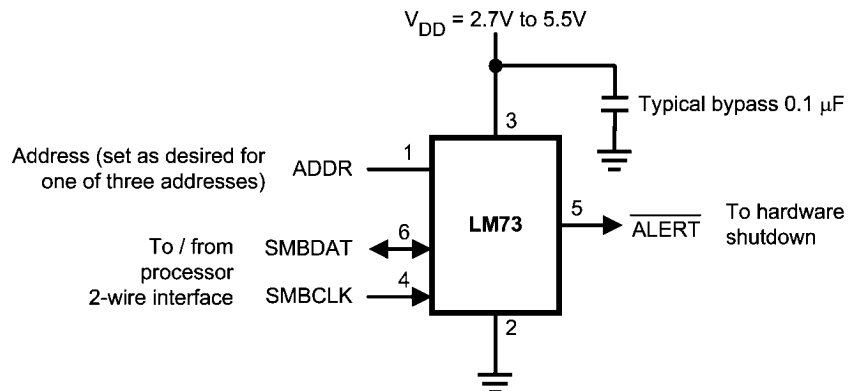 V_DD = 2.7V to 5.5V
Typical bypass 0.1 μF
3
Address (set as desired for
one of three addresses)
ADDR
1
LM73
5
A̅L̅E̅R̅T̅
To hardware
shutdown
To / from
processor
2-wire interface
SMBDAT
6
SMBCLK
4
2